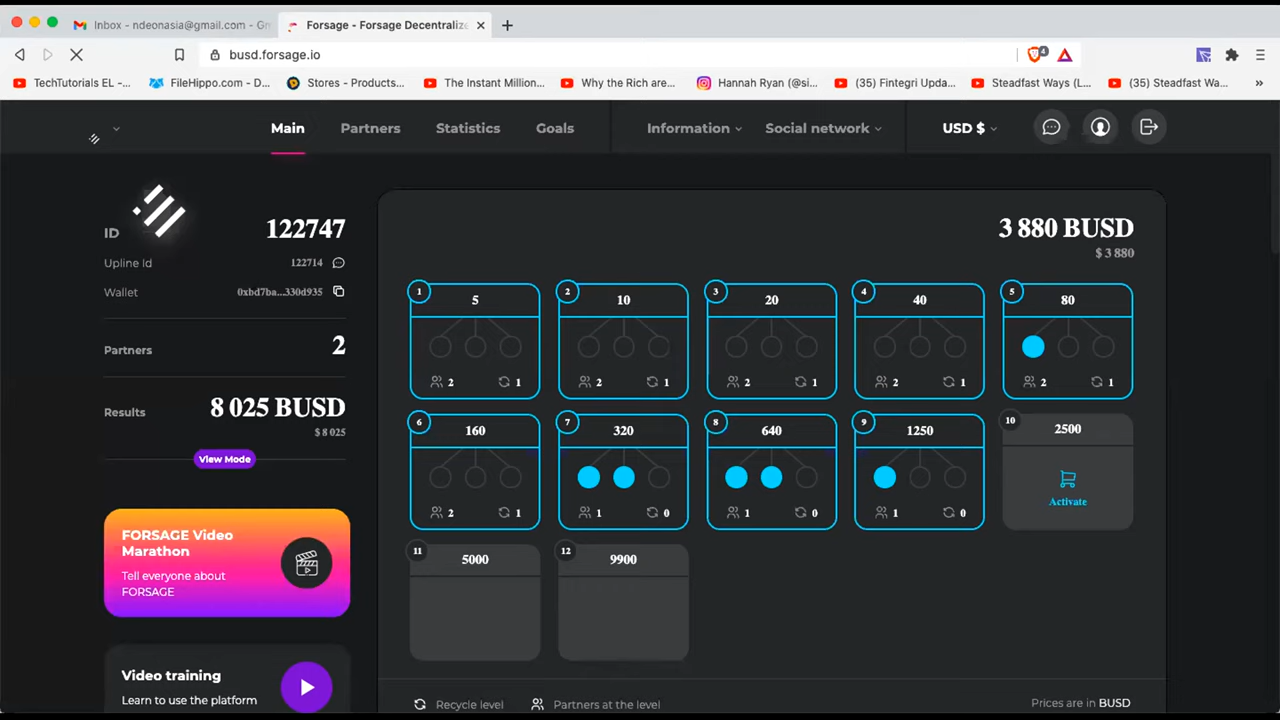 Inbox - ndeonasia@gmail.com - Gm
Forsage - Forsage Decentralize
busd.forsage.io
4
TechTutorials EL -...
FileHippo.com - D...
Stores - Products...
The Instant Million...
Why the Rich are...
Hannah Ryan (@si...
(35) Fintegri Upda...
Steadfast Ways (L...
(35) Steadfast Wa...
»
Main
Partners
Statistics
Goals
Information
Social network
USD $
ID
122747
Upline Id
122714
Wallet
0xbd7ba...330d935
Partners
2
Results
8 025 BUSD
$ 8 025
View Mode
FORSAGE Video
Marathon
Tell everyone about
FORSAGE
Video training
Learn to use the platform
3 880 BUSD
$ 3 880
1
5
2
1
2
10
2
1
3
20
2
1
4
40
2
1
5
80
2
1
6
160
2
1
7
320
1
0
8
640
1
0
9
1250
1
0
10
2500
Activate
11
5000
12
9900
Recycle level
Partners at the level
Prices are in BUSD